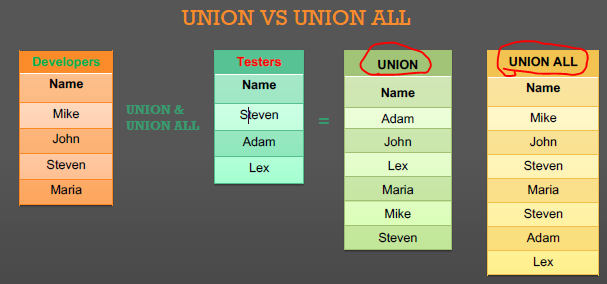 UNION VS UNION ALL
Developers
Name
Mike
John
Steven
Maria
UNION &
UNION ALL
Testers
Name
Steven
Adam
Lex
=
UNION
Name
Adam
John
Lex
Maria
Mike
Steven
UNION ALL
Name
Mike
John
Steven
Maria
Steven
Adam
Lex